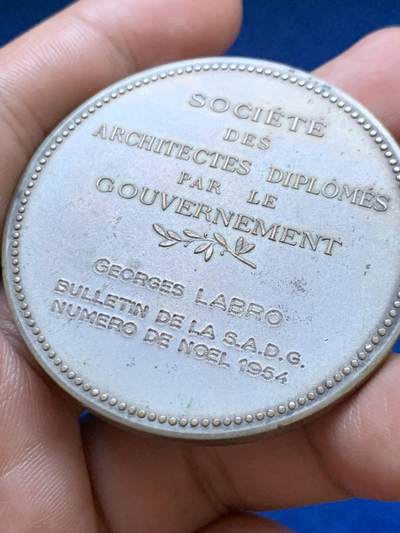 SOCIÉTÉ
DES
ARCHITECTES DIPLÔMÉS
PAR LE
GOUVERNEMENT
GEORGES LABRO
BULLETIN DE LA S.A.D.G.
NUMERO DE NOEL 1954